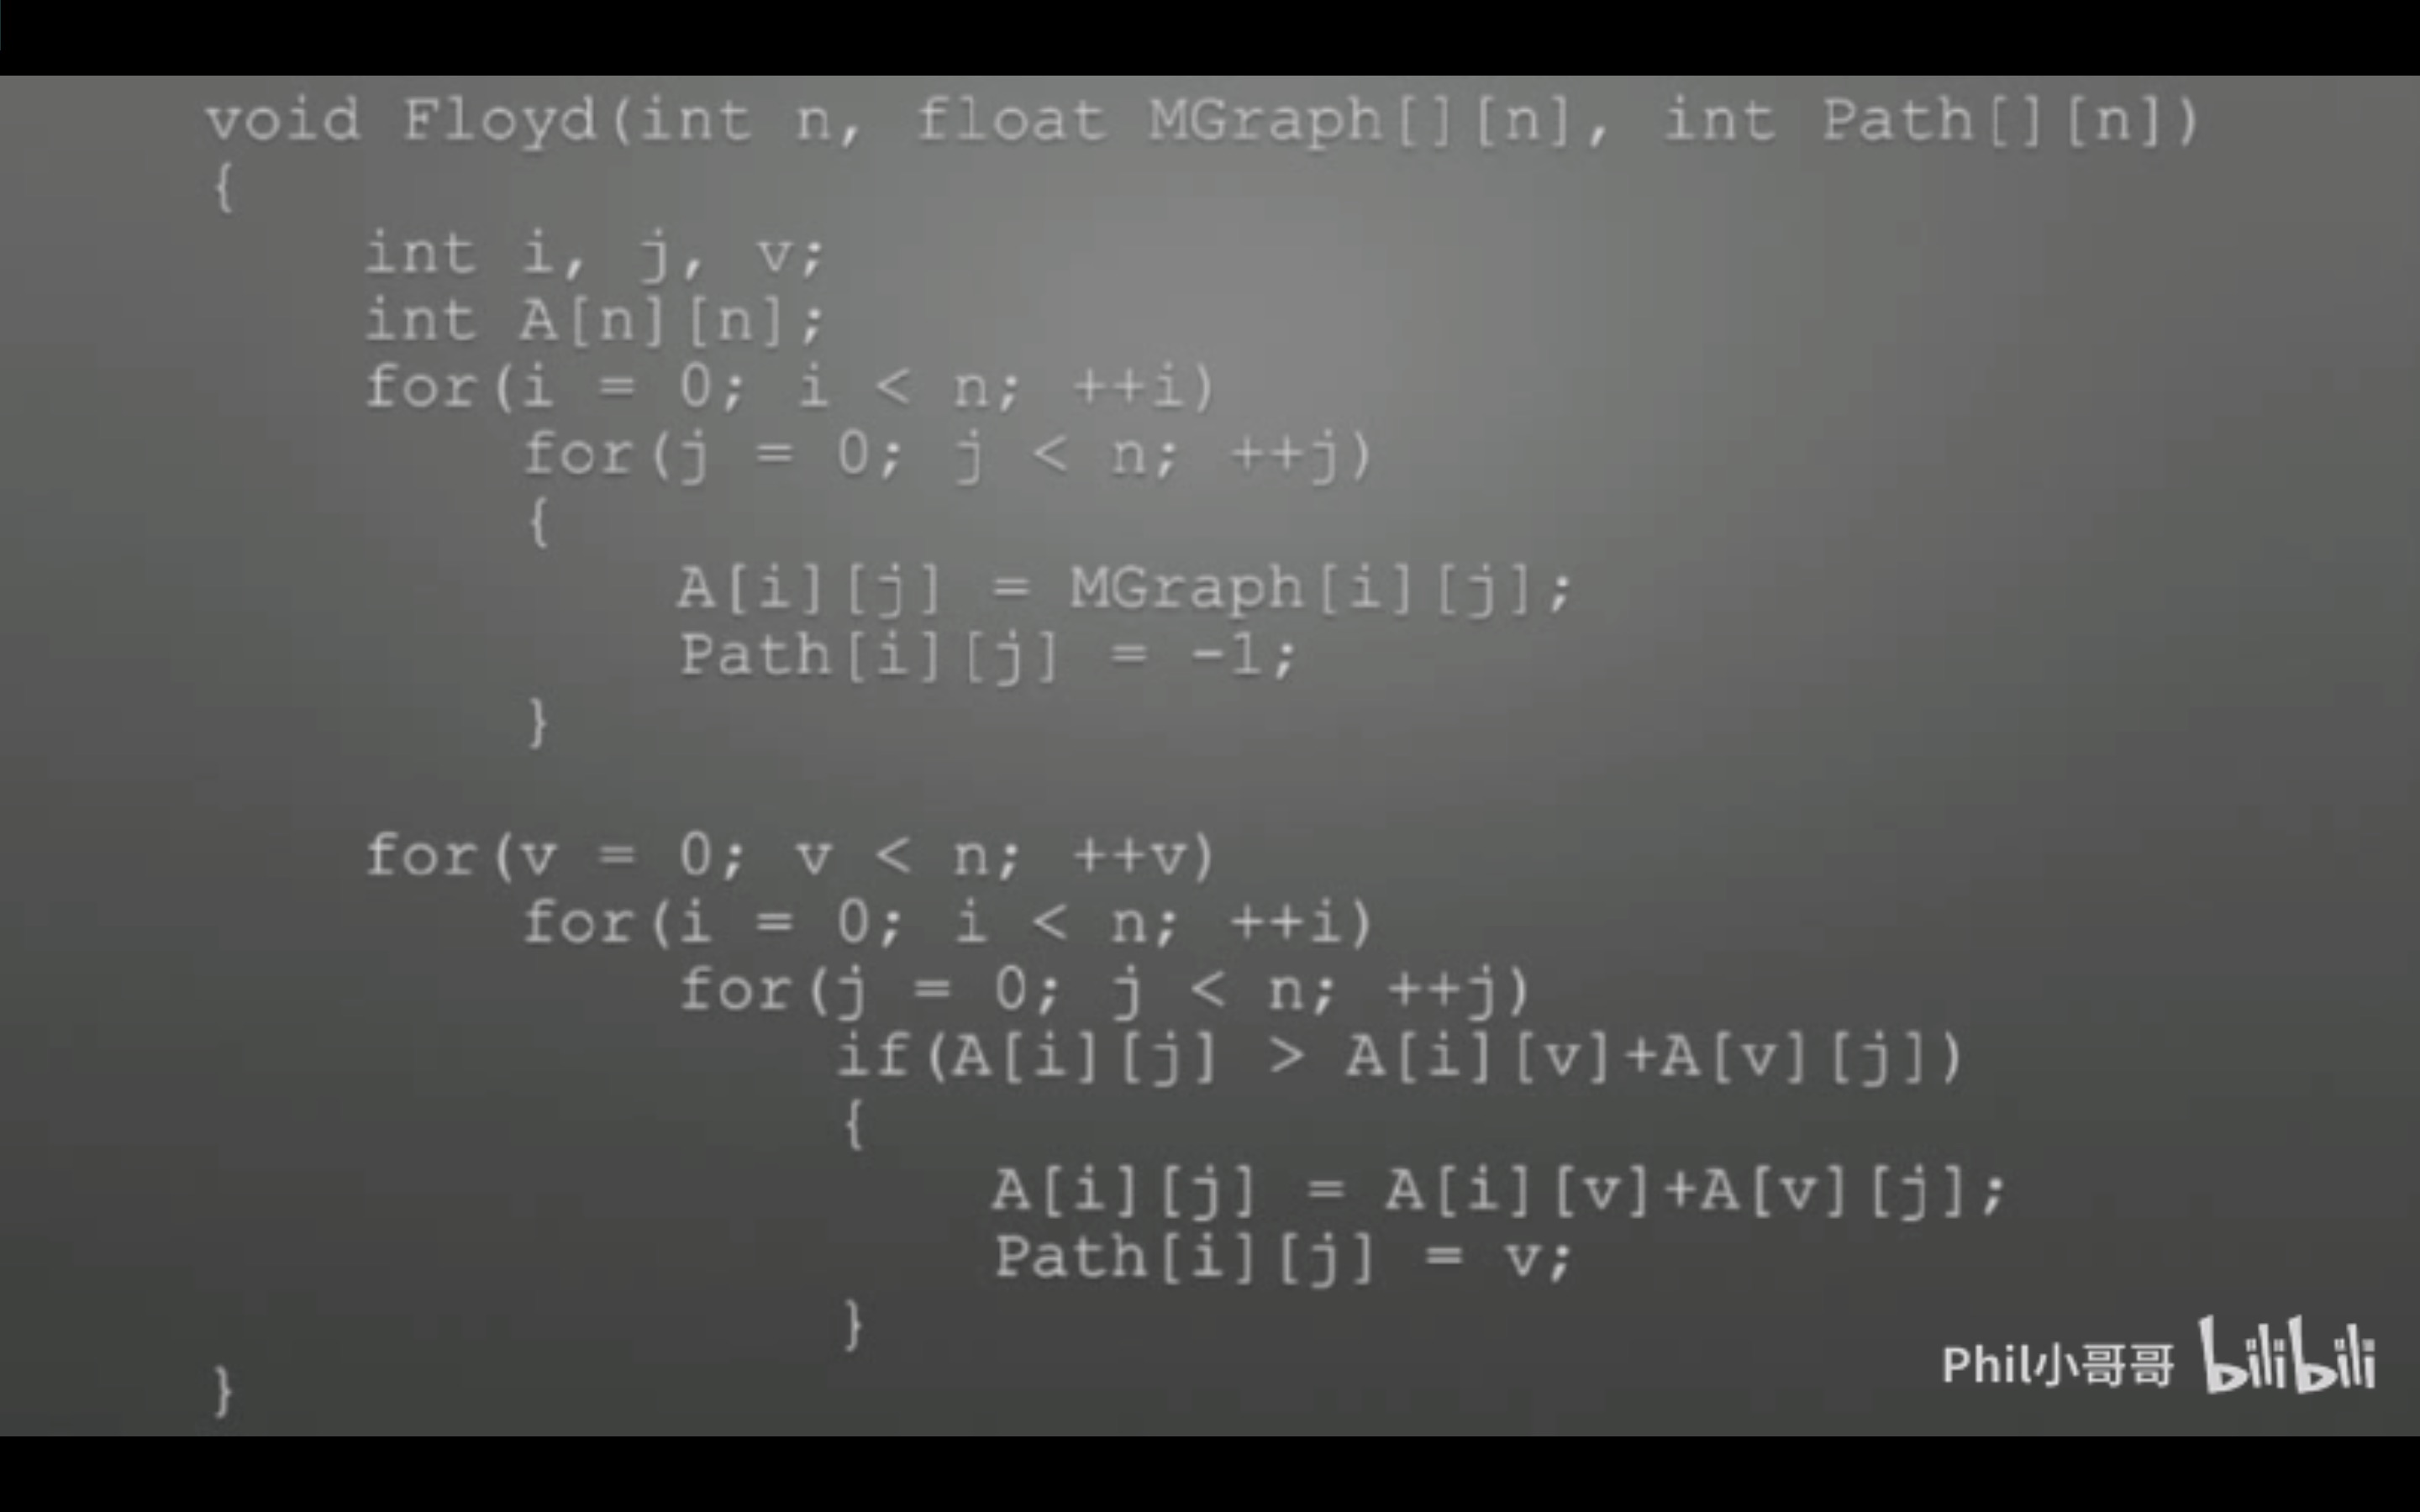 void Floyd(int n, float MGraph[][n], int Path[][n])
{
    int i, j, v;
    int A[n][n];
    for(i = 0; i < n; ++i)
        for(j = 0; j < n; ++j)
        {
            A[i][j] = MGraph[i][j];
            Path[i][j] = -1;
        }

    for(v = 0; v < n; ++v)
        for(i = 0; i < n; ++i)
            for(j = 0; j < n; ++j)
                if(A[i][j] > A[i][v]+A[v][j])
                {
                    A[i][j] = A[i][v]+A[v][j];
                    Path[i][j] = v;
                }
}
Phil小哥哥 bilibili